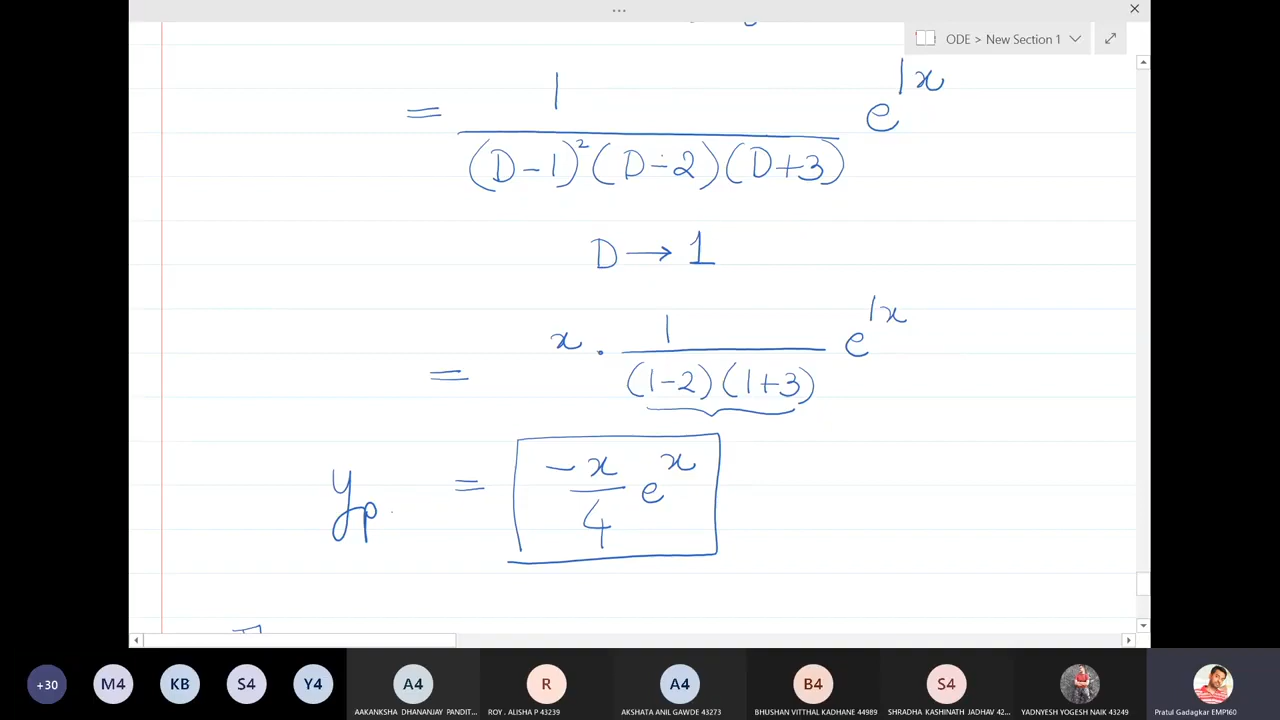 ODE > New Section 1
= 1 / (D-1)² (D-2) (D+3) e^1x
D → 1
= x · 1 / (1-2) (1+3) e^1x
yp = -x/4 e^x
+30 M4 KB S4 Y4 A4 R A4 B4 S4
AAKANKSHA DHANANJAY PANDIT... ROY . ALISHA P 43239 AKSHATA ANIL GAWDE 43273 BHUSHAN VITTHAL KADHANE 44989 SHRADHA KASHINATH JADHAV 42... YADNYESH YOGESH NAIK 43249 Pratul Gadagkar EMP160